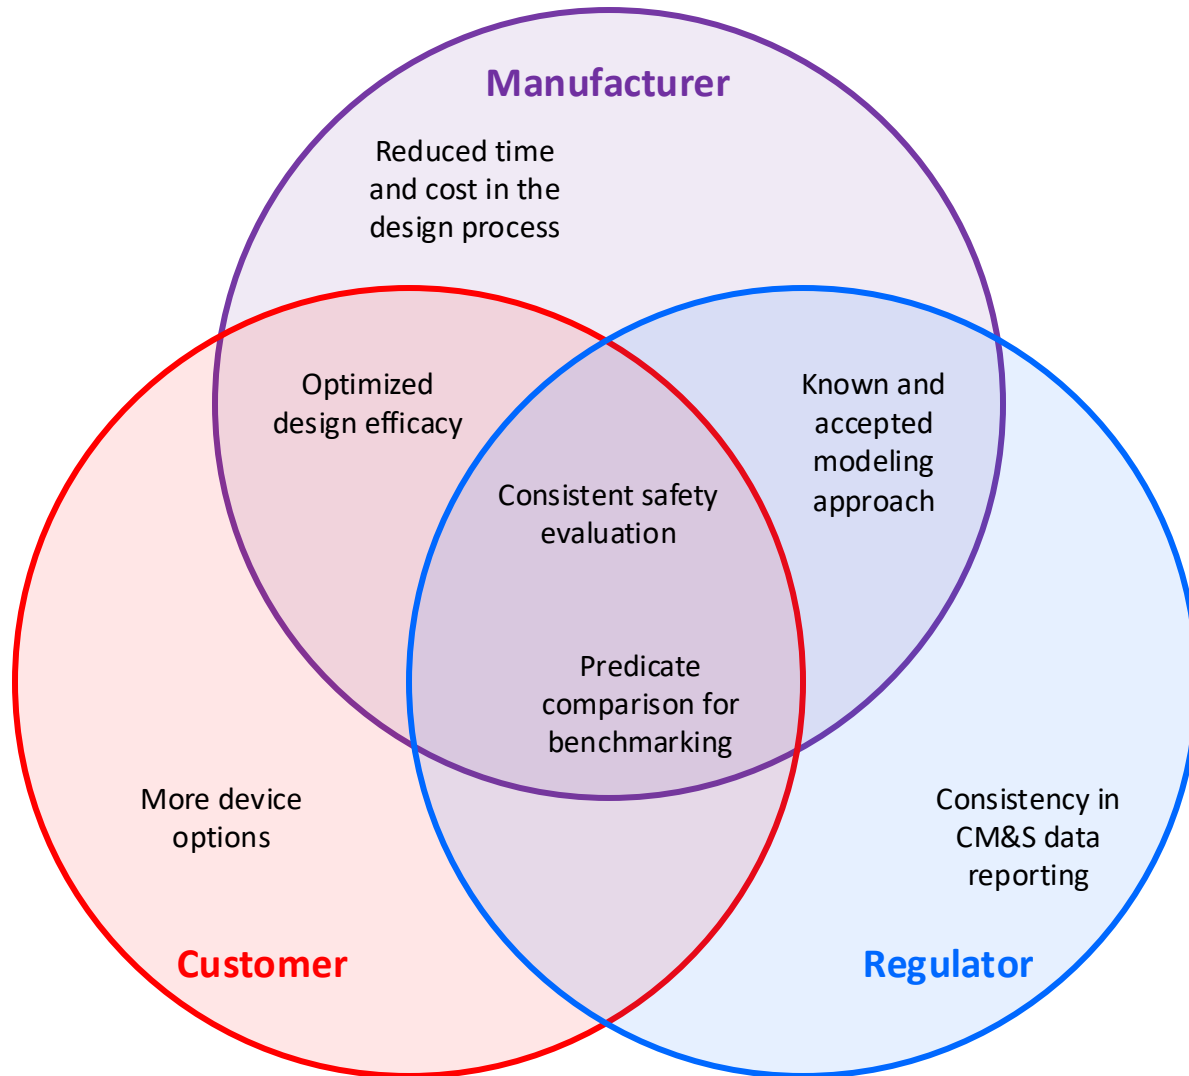 Manufacturer
Reduced time
and cost in the
design process
Optimized
design efficacy
Known and
accepted
modeling
approach
Consistent safety
evaluation
Predicate
comparison for
benchmarking
More device
options
Consistency in
CM&S data
reporting
Customer
Regulator